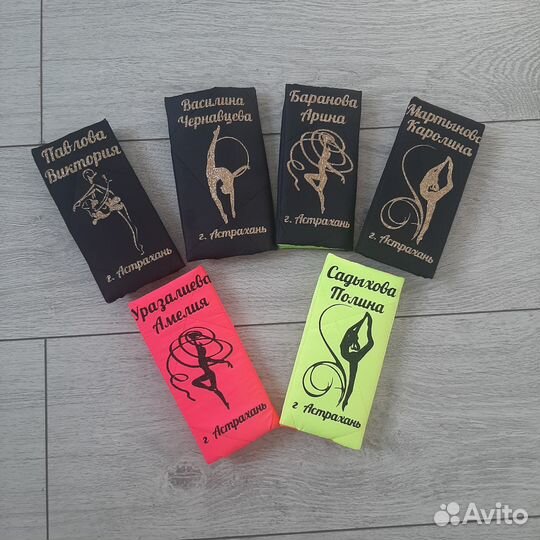 Павлова
Виктория
г. Астрахань
Василина
Чернавцева
г. Астрахань
Баранова
Арина
г. Астрахань
Мартынова
Каролина
г. Астрахань
Уразалиева
Амелия
г Астрахань
Садыхова
Полина
г Астрахань
Avito